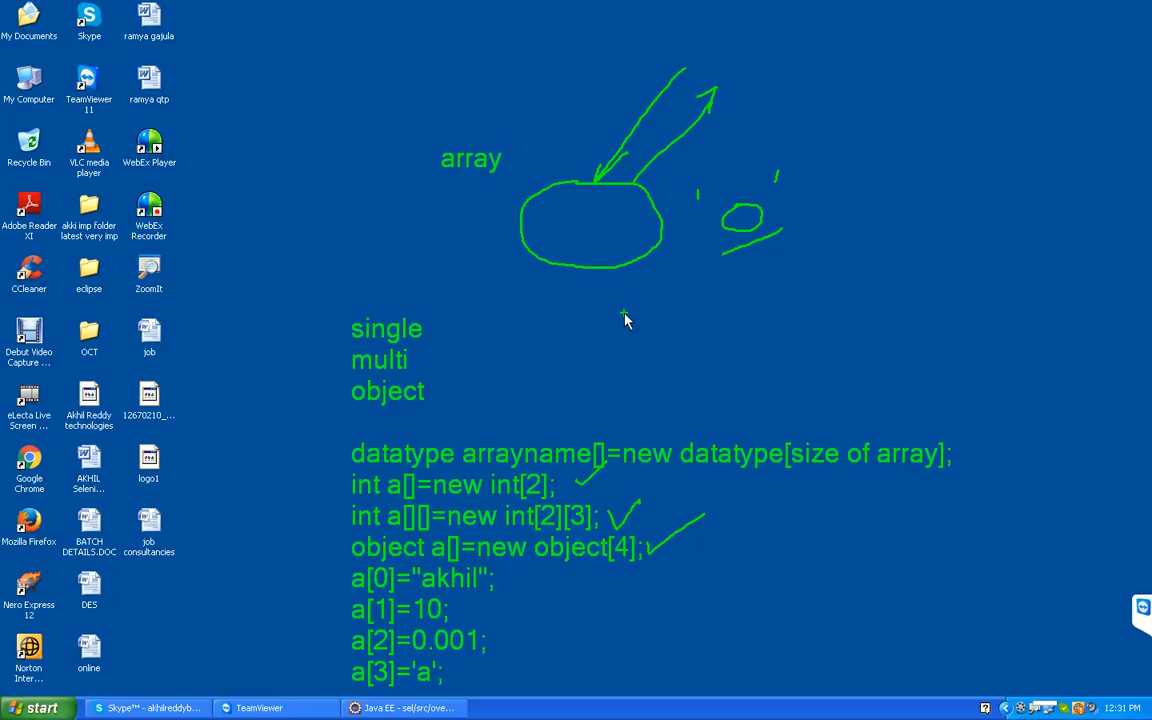 My Documents
Skype
ramya gajula
My Computer
TeamViewer 11
ramya qtp
Recycle Bin
VLC media player
WebEx Player
Adobe Reader XI
akki imp folder latest very imp
WebEx Recorder
CCleaner
eclipse
ZoomIt
Debut Video Capture ...
OCT
job
eLecta Live Screen ...
Akhil Reddy technologies
12670210_...
Google Chrome
AKHIL Seleni...
logo1
Mozilla Firefox
BATCH DETAILS.DOC
job consultancies
Nero Express 12
DES
Norton Inter...
online
array
single
multi
object
datatype arrayname[]=new datatype[size of array];
int a[]=new int[2];
int a[][]=new int[2][3];
object a[]=new object[4];
a[0]="akhil";
a[1]=10;
a[2]=0.001;
a[3]='a';
start
Skype™ - akhilreddyb...
TeamViewer
Java EE - sel/src/ove...
12:31 PM